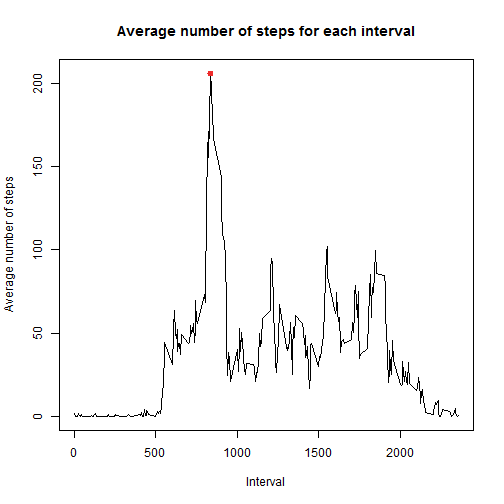 Average number of steps for each interval
Average number of steps
200
150
100
50
0
0 500 1000 1500 2000
Interval